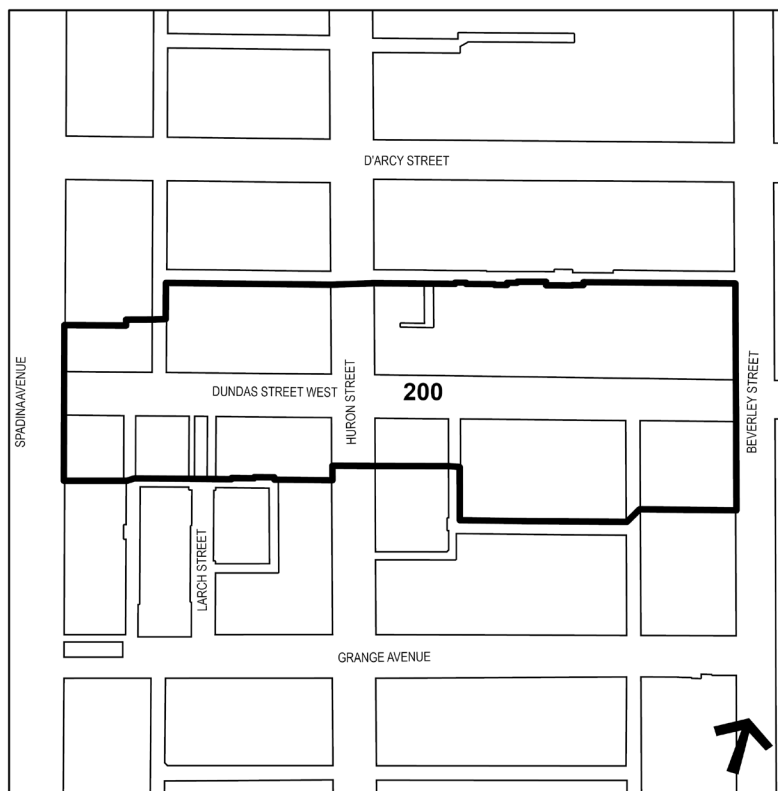 D'ARCY STREET
SPADINA AVENUE
DUNDAS STREET WEST
HURON STREET
200
BEVERLEY STREET
LARCH STREET
GRANGE AVENUE